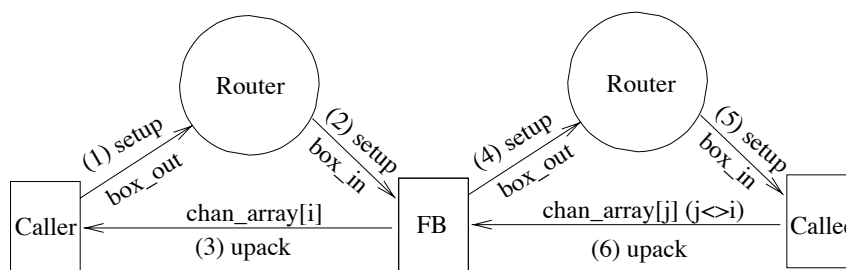 Router
Router
(1) setup
box_out
(2) setup
box_in
(4) setup
box_out
(5) setup
box_in
Caller
chan_array[i]
(3) upack
FB
chan_array[j] (j<>i)
(6) upack
Callee